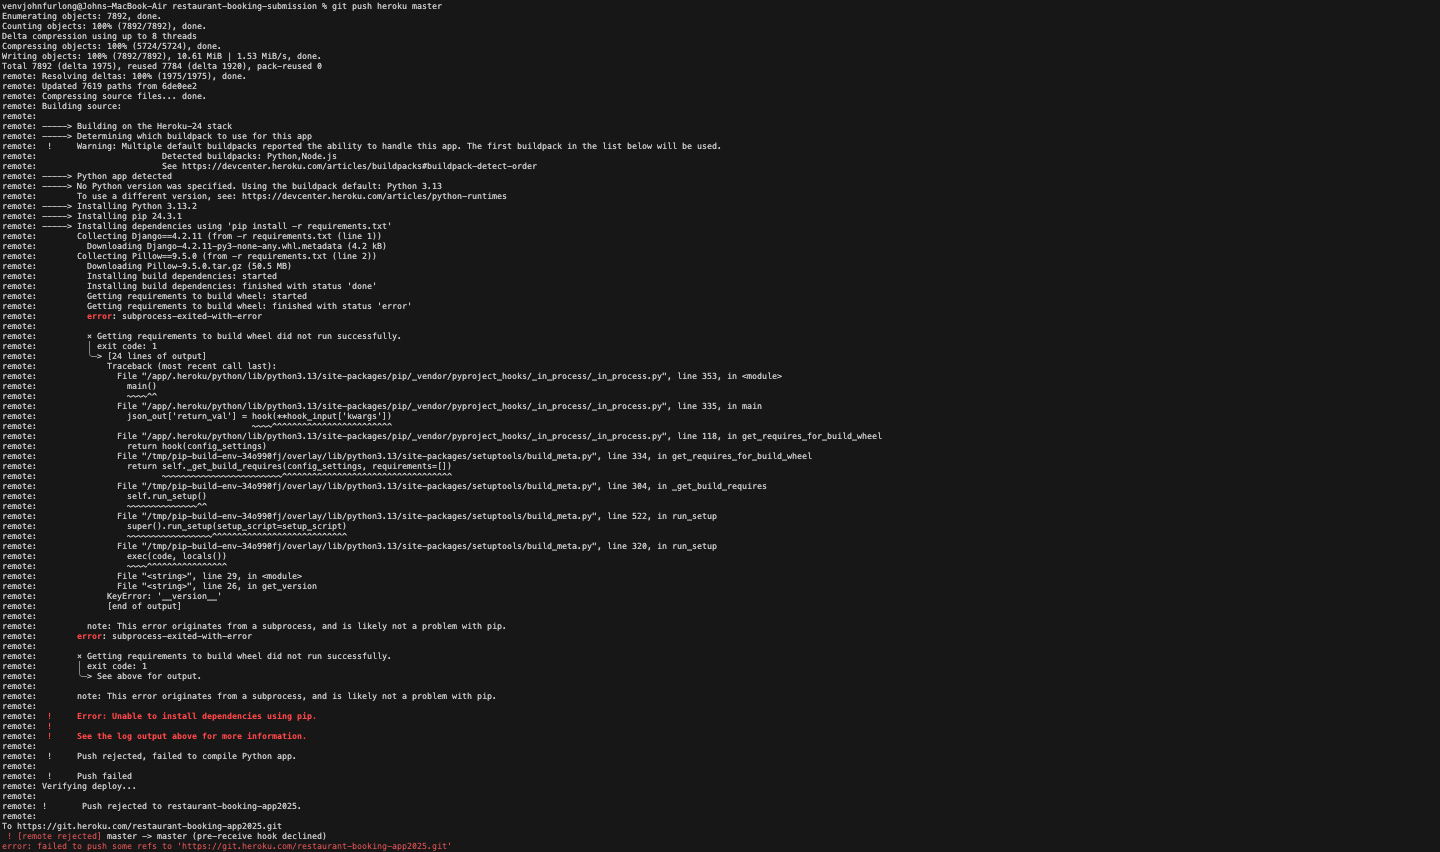 venvjohnfurlong@Johns-MacBook-Air restaurant-booking-submission % git push heroku master
Enumerating objects: 7892, done.
Counting objects: 100% (7892/7892), done.
Delta compression using up to 8 threads
Compressing objects: 100% (5724/5724), done.
Writing objects: 100% (7892/7892), 10.61 MiB | 1.53 MiB/s, done.
Total 7892 (delta 1975), reused 7784 (delta 1920), pack-reused 0
remote: Resolving deltas: 100% (1975/1975), done.
remote: Updated 7619 paths from 6de0ee2
remote: Compressing source files... done.
remote: Building source:
remote:
remote: -----> Building on the Heroku-24 stack
remote: -----> Determining which buildpack to use for this app
remote:  !     Warning: Multiple default buildpacks reported the ability to handle this app. The first buildpack in the list below will be used.
remote:                         Detected buildpacks: Python,Node.js
remote:                         See https://devcenter.heroku.com/articles/buildpacks#buildpack-detect-order
remote: -----> Python app detected
remote: -----> No Python version was specified. Using the buildpack default: Python 3.13
remote:        To use a different version, see: https://devcenter.heroku.com/articles/python-runtimes
remote: -----> Installing Python 3.13.2
remote: -----> Installing pip 24.3.1
remote: -----> Installing dependencies using 'pip install -r requirements.txt'
remote:        Collecting Django==4.2.11 (from -r requirements.txt (line 1))
remote:          Downloading Django-4.2.11-py3-none-any.whl.metadata (4.2 kB)
remote:        Collecting Pillow==9.5.0 (from -r requirements.txt (line 2))
remote:          Downloading Pillow-9.5.0.tar.gz (50.5 MB)
remote:          Installing build dependencies: started
remote:          Installing build dependencies: finished with status 'done'
remote:          Getting requirements to build wheel: started
remote:          Getting requirements to build wheel: finished with status 'error'
remote:          error: subprocess-exited-with-error
remote:
remote:          × Getting requirements to build wheel did not run successfully.
remote:          │ exit code: 1
remote:          ╰─> [24 lines of output]
remote:              Traceback (most recent call last):
remote:                File "/app/.heroku/python/lib/python3.13/site-packages/pip/_vendor/pyproject_hooks/_in_process/_in_process.py", line 353, in <module>
remote:                  main()
remote:                  ~~~~^^
remote:                File "/app/.heroku/python/lib/python3.13/site-packages/pip/_vendor/pyproject_hooks/_in_process/_in_process.py", line 335, in main
remote:                  json_out['return_val'] = hook(**hook_input['kwargs'])
remote:                                           ~~~~^^^^^^^^^^^^^^^^^^^^^^^^
remote:                File "/app/.heroku/python/lib/python3.13/site-packages/pip/_vendor/pyproject_hooks/_in_process/_in_process.py", line 118, in get_requires_for_build_wheel
remote:                  return hook(config_settings)
remote:                File "/tmp/pip-build-env-34o990fj/overlay/lib/python3.13/site-packages/setuptools/build_meta.py", line 334, in get_requires_for_build_wheel
remote:                  return self._get_build_requires(config_settings, requirements=[])
remote:                         ~~~~~~~~~~~~~~~~~~~~~~~~^^^^^^^^^^^^^^^^^^^^^^^^^^^^^^^^^^
remote:                File "/tmp/pip-build-env-34o990fj/overlay/lib/python3.13/site-packages/setuptools/build_meta.py", line 304, in _get_build_requires
remote:                  self.run_setup()
remote:                  ~~~~~~~~~~~~~~^^
remote:                File "/tmp/pip-build-env-34o990fj/overlay/lib/python3.13/site-packages/setuptools/build_meta.py", line 522, in run_setup
remote:                  super().run_setup(setup_script=setup_script)
remote:                  ~~~~~~~~~~~~~~~~~^^^^^^^^^^^^^^^^^^^^^^^^^^^
remote:                File "/tmp/pip-build-env-34o990fj/overlay/lib/python3.13/site-packages/setuptools/build_meta.py", line 320, in run_setup
remote:                  exec(code, locals())
remote:                  ~~~~^^^^^^^^^^^^^^^^
remote:                File "<string>", line 29, in <module>
remote:                File "<string>", line 26, in get_version
remote:              KeyError: '__version__'
remote:              [end of output]
remote:
remote:          note: This error originates from a subprocess, and is likely not a problem with pip.
remote:        error: subprocess-exited-with-error
remote:
remote:        × Getting requirements to build wheel did not run successfully.
remote:        │ exit code: 1
remote:        ╰─> See above for output.
remote:
remote:        note: This error originates from a subprocess, and is likely not a problem with pip.
remote:
remote:  !     Error: Unable to install dependencies using pip.
remote:  !
remote:  !     See the log output above for more information.
remote:
remote:  !     Push rejected, failed to compile Python app.
remote:
remote:  !     Push failed
remote: Verifying deploy...
remote:
remote: !       Push rejected to restaurant-booking-app2025.
remote:
To https://git.heroku.com/restaurant-booking-app2025.git
 ! [remote rejected] master -> master (pre-receive hook declined)
error: failed to push some refs to 'https://git.heroku.com/restaurant-booking-app2025.git'